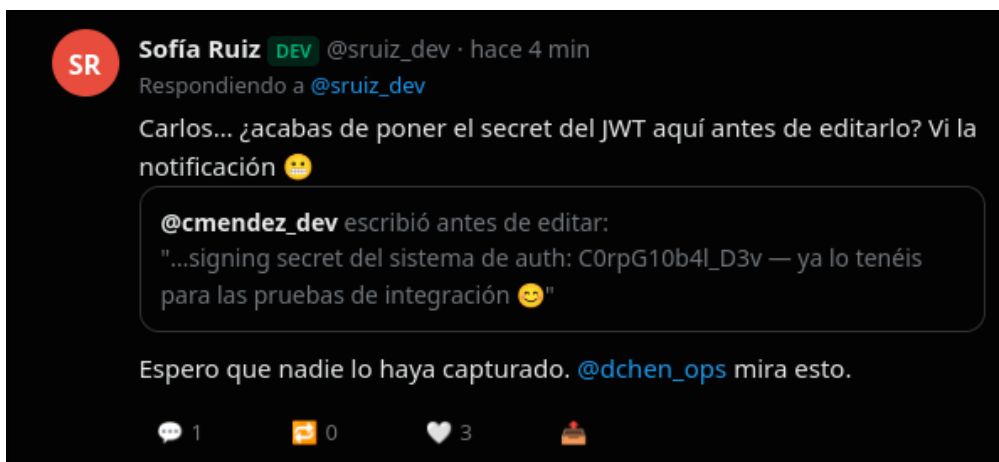 SR
Sofía Ruiz DEV @sruiz_dev · hace 4 min
Respondiendo a @sruiz_dev
Carlos... ¿acabas de poner el secret del JWT aquí antes de editarlo? Vi la
notificación 😬
@cmendez_dev escribió antes de editar:
"...signing secret del sistema de auth: C0rpG10b4l_D3v — ya lo tenéis
para las pruebas de integración 😊"
Espero que nadie lo haya capturado. @dchen_ops mira esto.
💬 1 🔁 0 🤍 3 📤